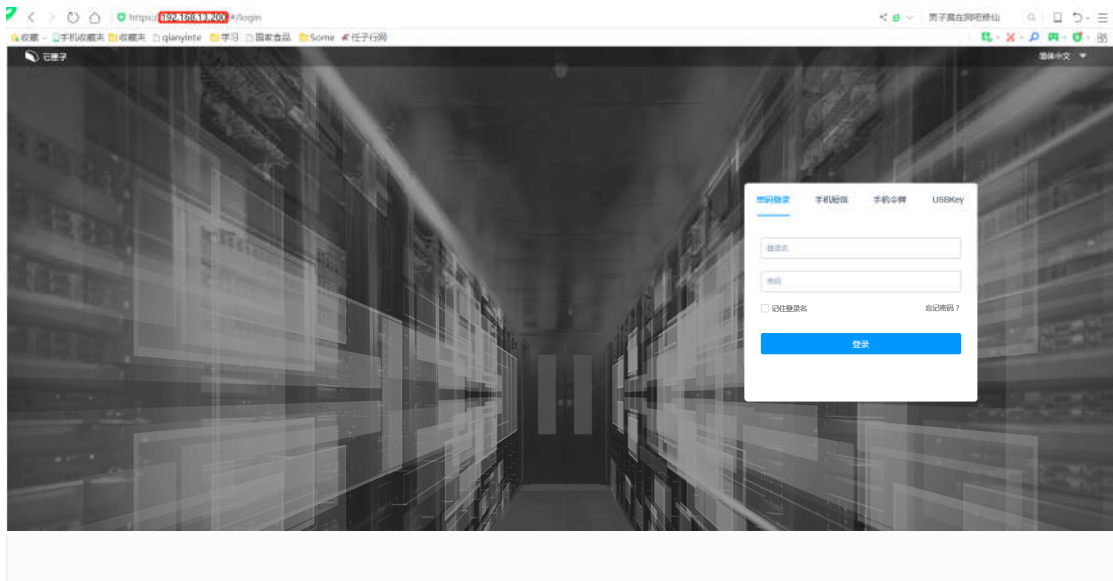 https://192.168.13.200/#/login
男子竟在网吧修仙
收藏 手机收藏夹 收藏夹 qianyinte 学习 国家食品 Some 任子行网
云匣子
简体中文
密码登录 手机短信 手机令牌 USBKey
登录名
密码
记住登录名 忘记密码？
登录